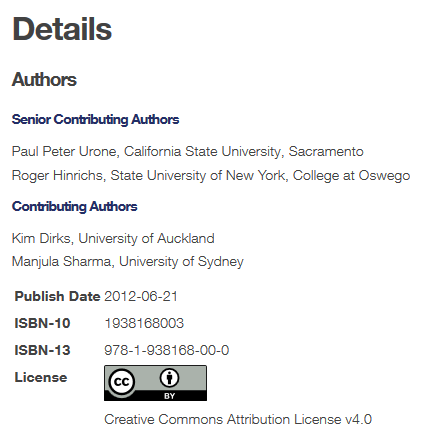 Details
Authors
Senior Contributing Authors
Paul Peter Urone, California State University, Sacramento
Roger Hinrichs, State University of New York, College at Oswego
Contributing Authors
Kim Dirks, University of Auckland
Manjula Sharma, University of Sydney
Publish Date 2012-06-21
ISBN-10 1938168003
ISBN-13 978-1-938168-00-0
License
cc
BY
Creative Commons Attribution License v4.0